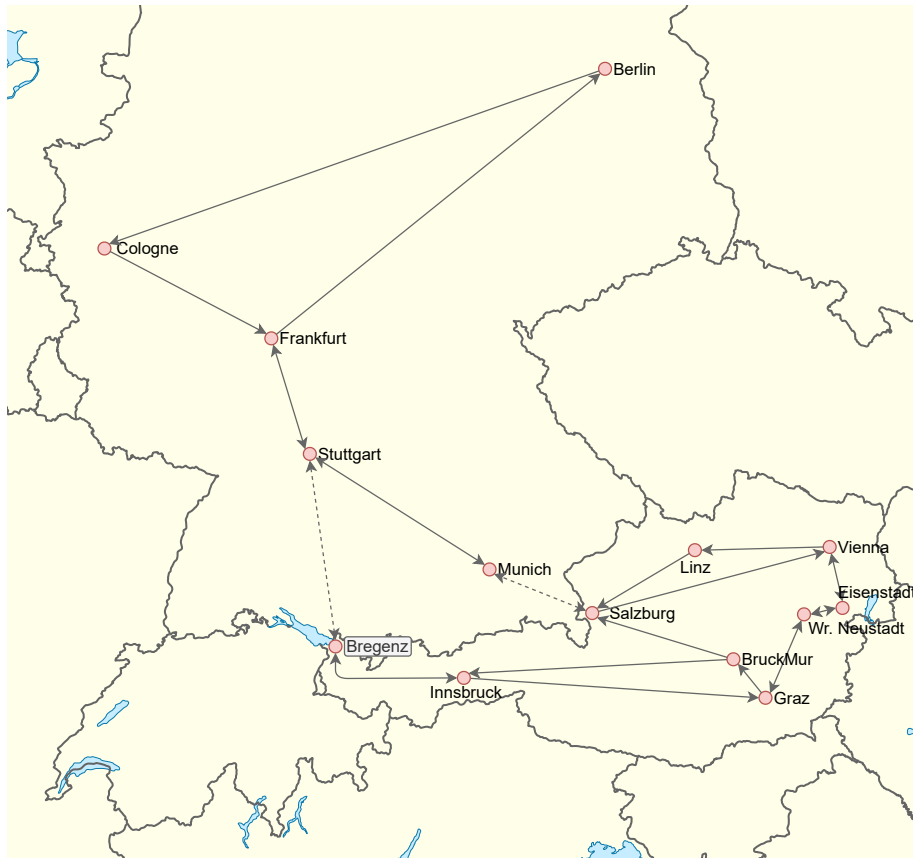 Berlin
Cologne
Frankfurt
Stuttgart
Munich
Vienna
Linz
Eisenstadt
Salzburg
Wr. Neustadt
Bregenz
BruckMur
Innsbruck
Graz